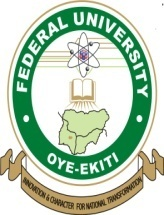 FEDERAL UNIVERSITY
OYE-EKITI
INNOVATION & CHARACTER FOR NATIONAL TRANSFORMATION